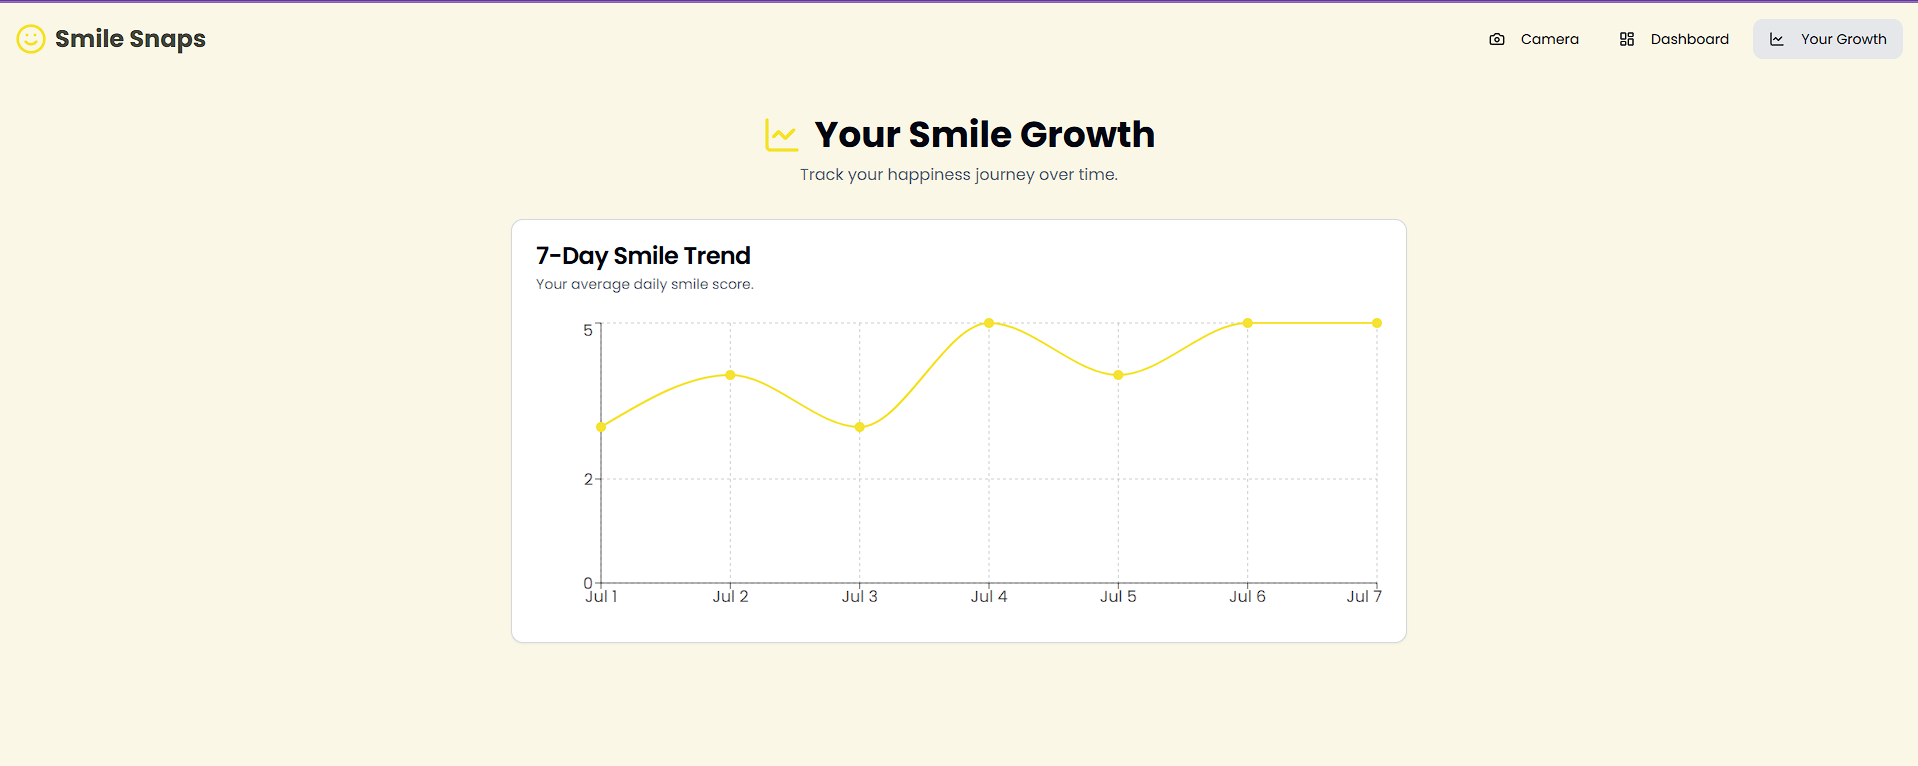 Smile Snaps
Camera
Dashboard
Your Growth
Your Smile Growth
Track your happiness journey over time.
7-Day Smile Trend
Your average daily smile score.
5
2
0
Jul 1 Jul 2 Jul 3 Jul 4 Jul 5 Jul 6 Jul 7